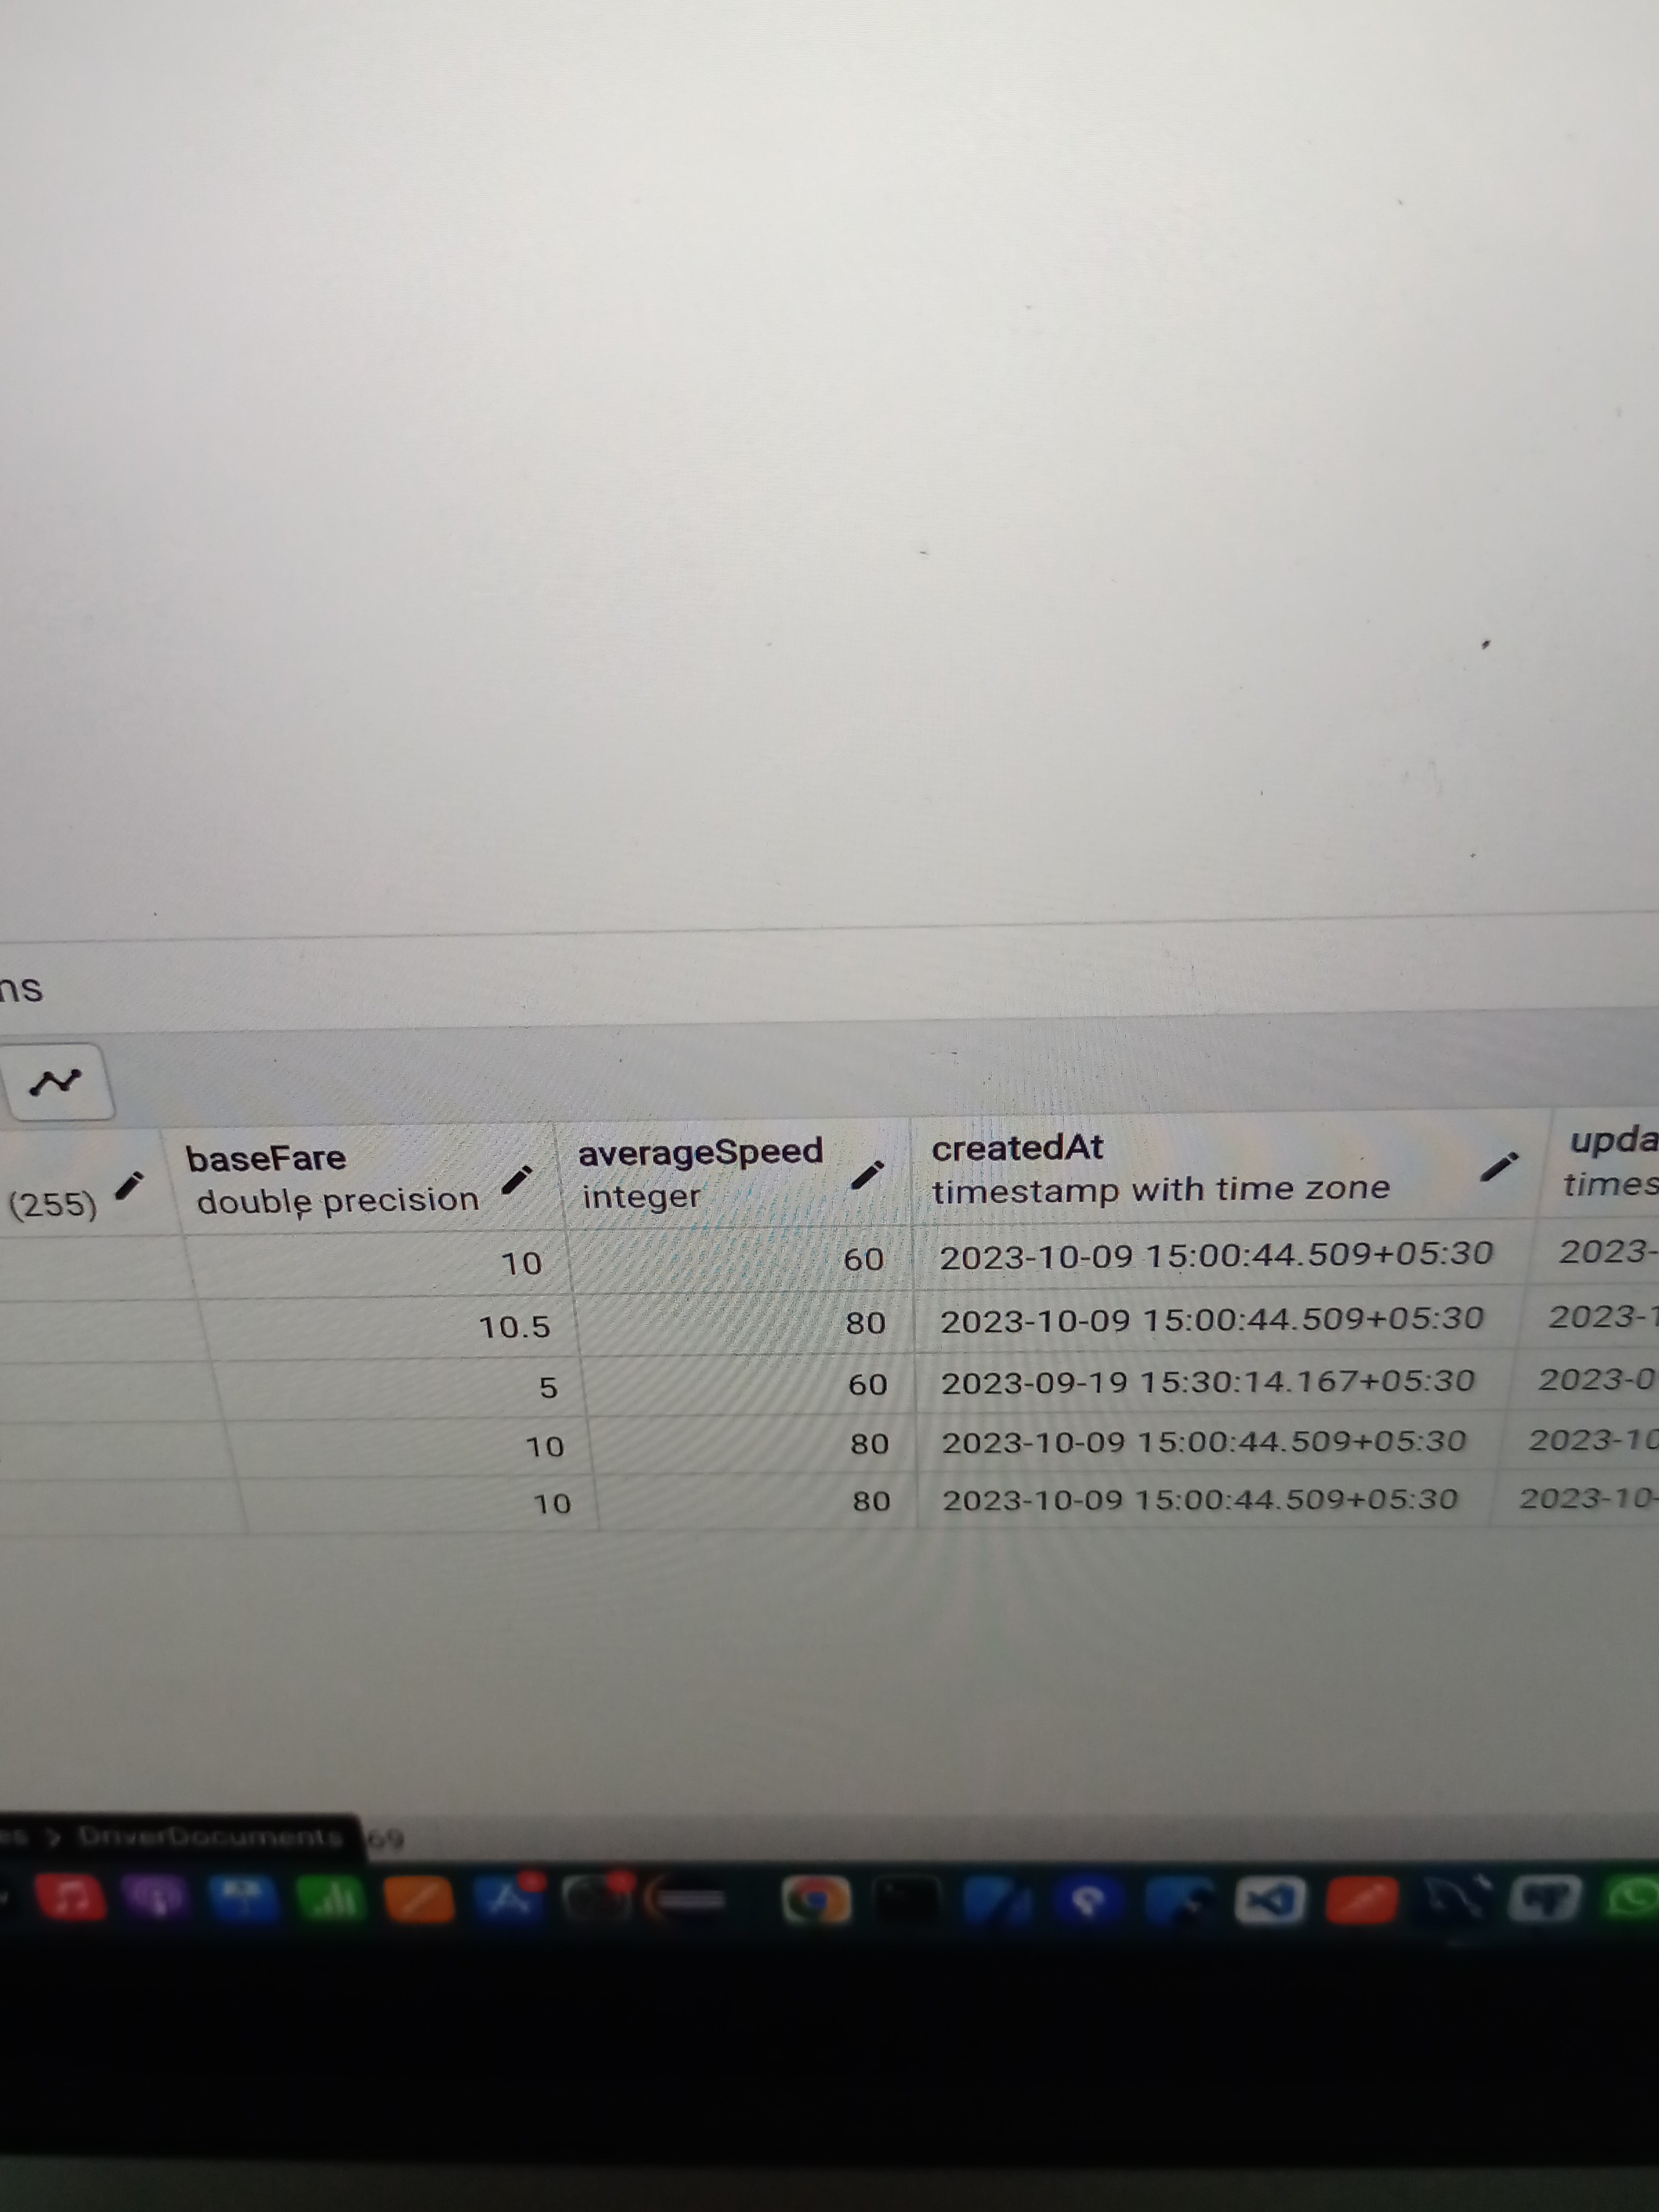 ns
baseFare averageSpeed createdAt upda
(255) double precision integer timestamp with time zone times
10 60 2023-10-09 15:00:44.509+05:30 2023-
10.5 80 2023-10-09 15:00:44.509+05:30 2023-1
5 60 2023-09-19 15:30:14.167+05:30 2023-0
10 80 2023-10-09 15:00:44.509+05:30 2023-10
10 80 2023-10-09 15:00:44.509+05:30 2023-10-
es > DriverDocuments 69